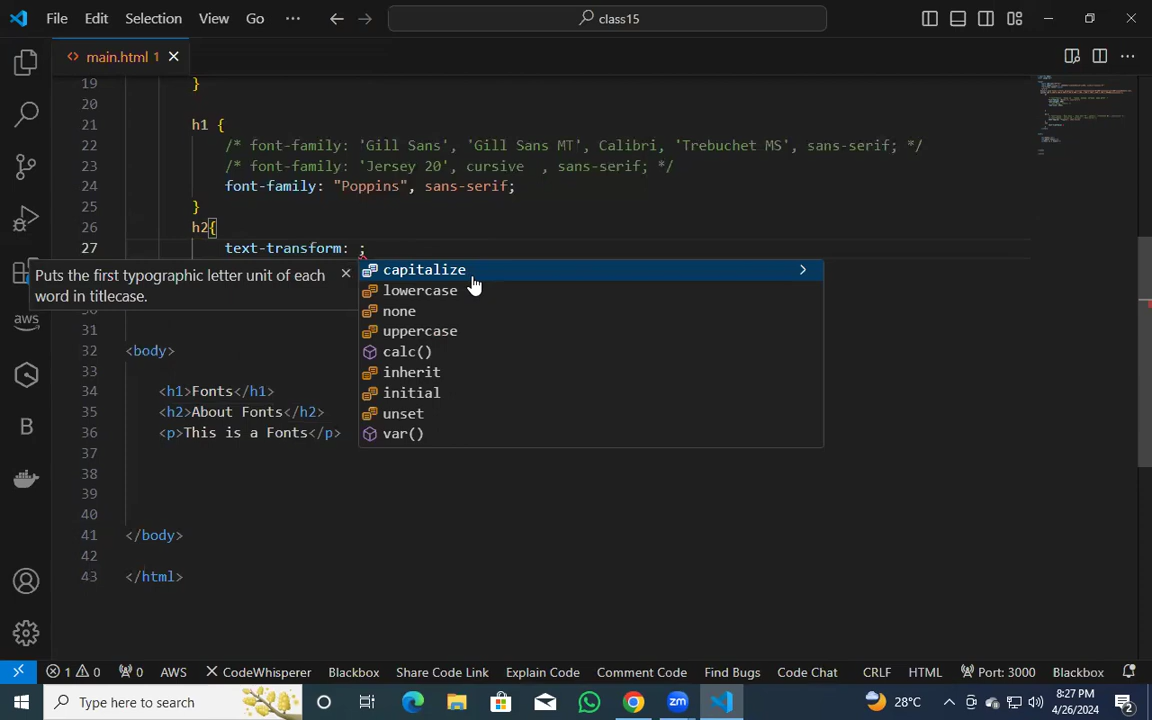 File Edit Selection View Go ··· class15
main.html 1
19 }
20
21 h1 {
22 /* font-family: 'Gill Sans', 'Gill Sans MT', Calibri, 'Trebuchet MS', sans-serif; */
23 /* font-family: 'Jersey 20', cursive , sans-serif; */
24 font-family: "Poppins", sans-serif;
25 }
26 h2{
27 text-transform: ;
Puts the first typographic letter unit of each
word in titlecase.
capitalize
lowercase
none
uppercase
calc()
inherit
initial
unset
var()
aws
31
32 <body>
33
34 <h1>Fonts</h1>
35 <h2>About Fonts</h2>
36 <p>This is a Fonts</p>
37
38
39
40
41 </body>
42
43 </html>
1 0 0 AWS CodeWhisperer Blackbox Share Code Link Explain Code Comment Code Find Bugs Code Chat CRLF HTML Port: 3000 Blackbox
Type here to search 28°C 8:27 PM
4/26/2024 2